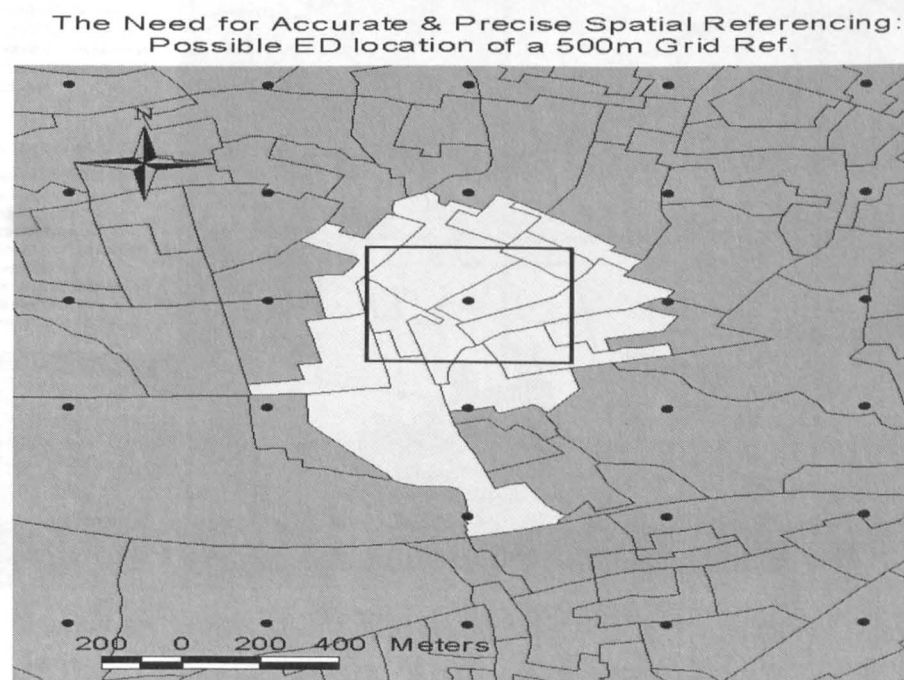 The Need for Accurate & Precise Spatial Referencing:
Possible ED location of a 500m Grid Ref.
N
200 0 200 400 Meters